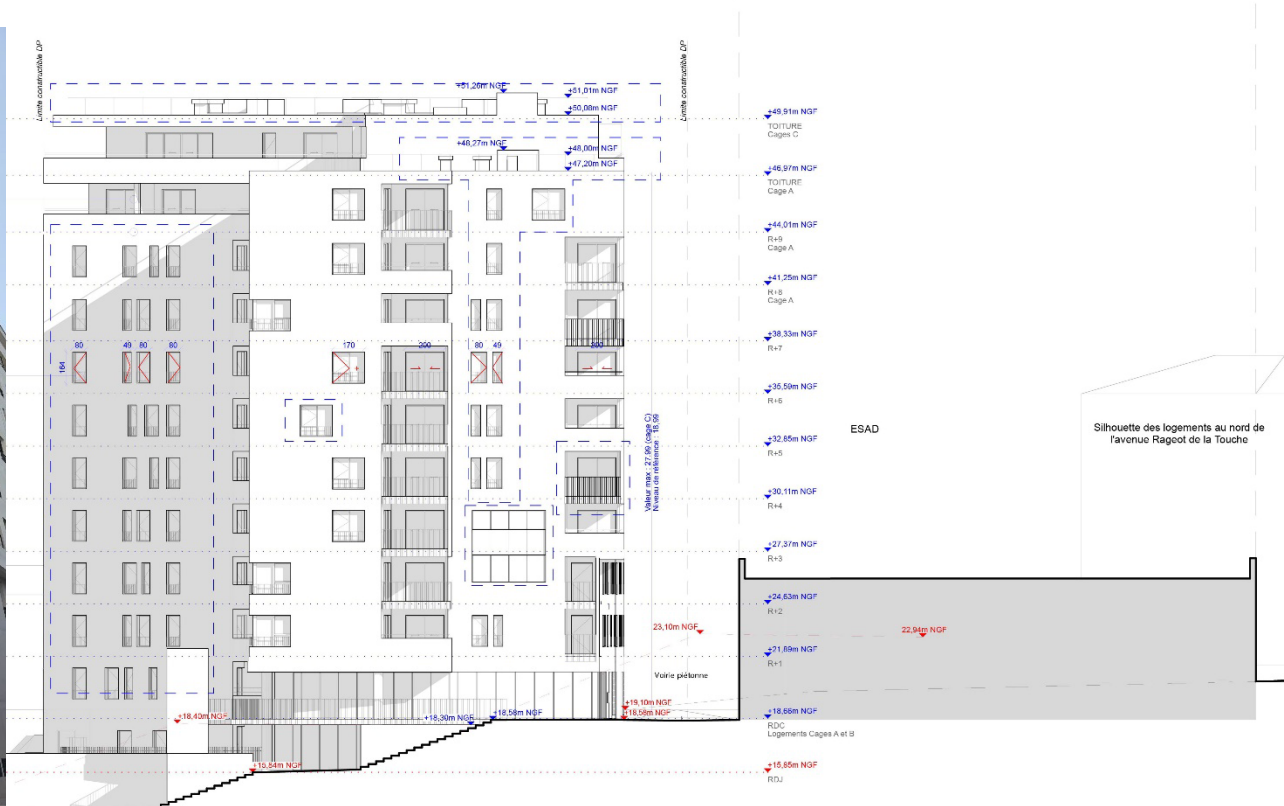 Limite constructible DP
Limite constructible DP
+51,26m NGF
+51,01m NGF
+50,08m NGF
+48,27m NGF
+48,00m NGF
+47,20m NGF
+49,91m NGF
TOITURE
Cages C
+46,97m NGF
TOITURE
Cage A
+44,01m NGF
R+9
Cage A
+41,25m NGF
R+8
Cage A
+38,33m NGF
R+7
80
49
80
80
164
170
200
80
49
200
+35,59m NGF
R+6
+32,85m NGF
R+5
ESAD
Silhouette des logements au nord de
l'avenue Rageot de la Touche
Valeur max : 27,99 (cage C)
Niveau de référence : 18,99
+30,11m NGF
R+4
+27,37m NGF
R+3
+24,63m NGF
R+2
23,10m NGF
22,94m NGF
+21,89m NGF
R+1
Voirie piétonne
+19,10m NGF
+18,58m NGF
+18,40m NGF
+18,30m NGF
+18,58m NGF
+18,66m NGF
RDC
Logements Cages A et B
+15,84m NGF
+15,85m NGF
RDJ